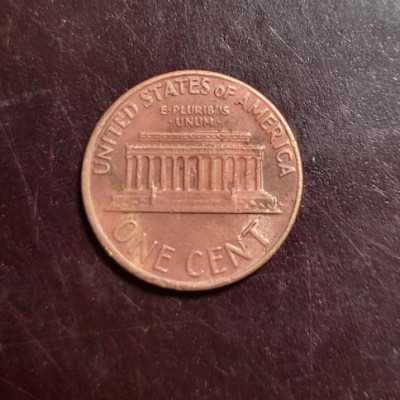 UNITED STATES OF AMERICA
E·PLURIBUS
·UNUM·
ONE CENT